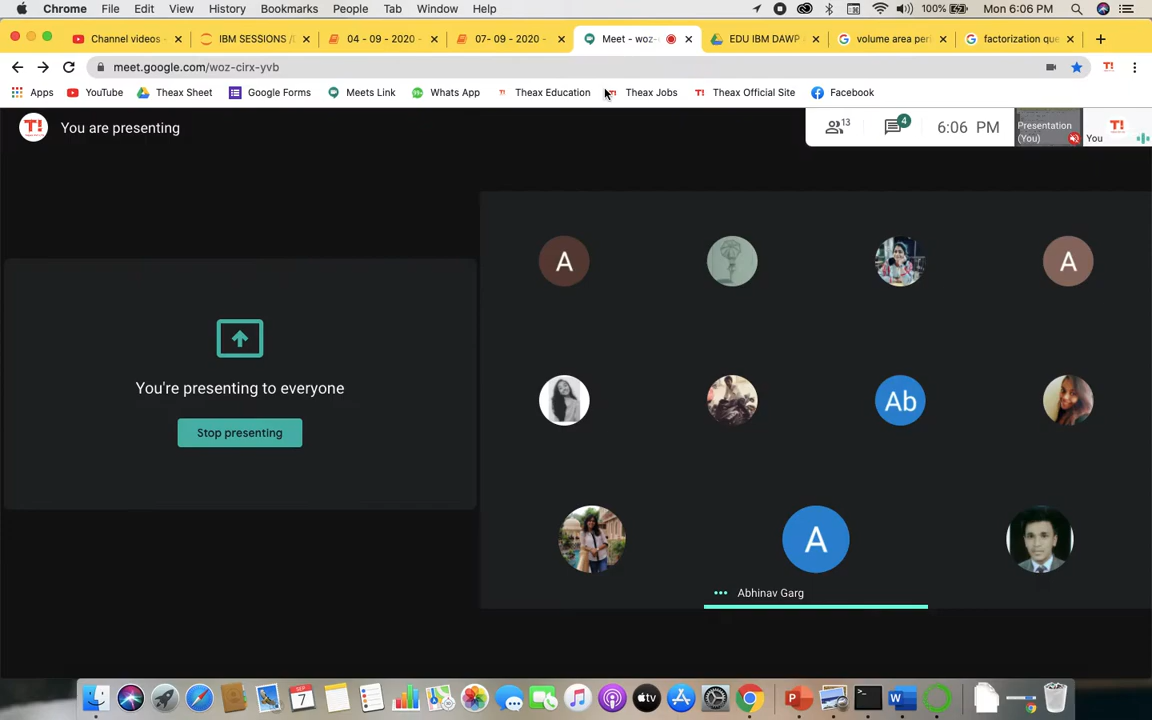 Chrome File Edit View History Bookmarks People Tab Window Help 100% Mon 6:06 PM
Channel videos - IBM SESSIONS /D 04 - 09 - 2020 - 07- 09 - 2020 - Meet - woz- EDU IBM DAWP - volume area peri factorization que
meet.google.com/woz-cirx-yvb T!
Apps YouTube Theax Sheet Google Forms Meets Link Whats App Theax Education Theax Jobs Theax Official Site Facebook
T! You are presenting 13 4 6:06 PM Presentation (You) You T!
A A
You're presenting to everyone
Ab
Stop presenting
A
Abhinav Garg
SEP
7
tv